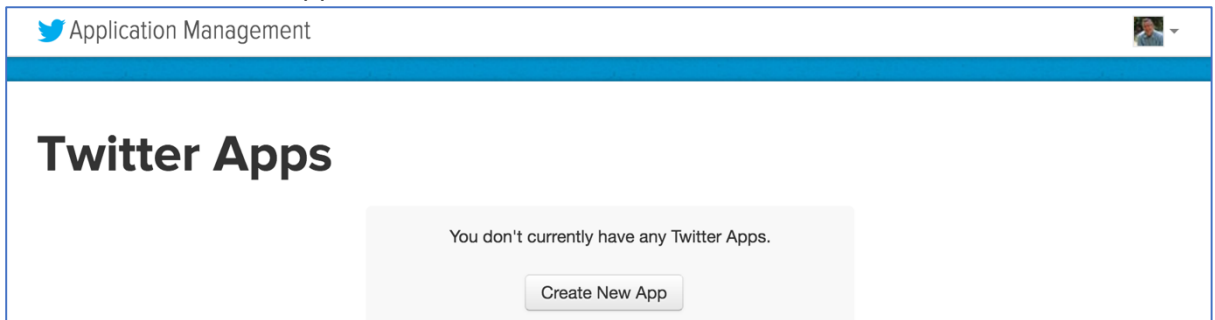 Application Management
Twitter Apps
You don't currently have any Twitter Apps.
Create New App